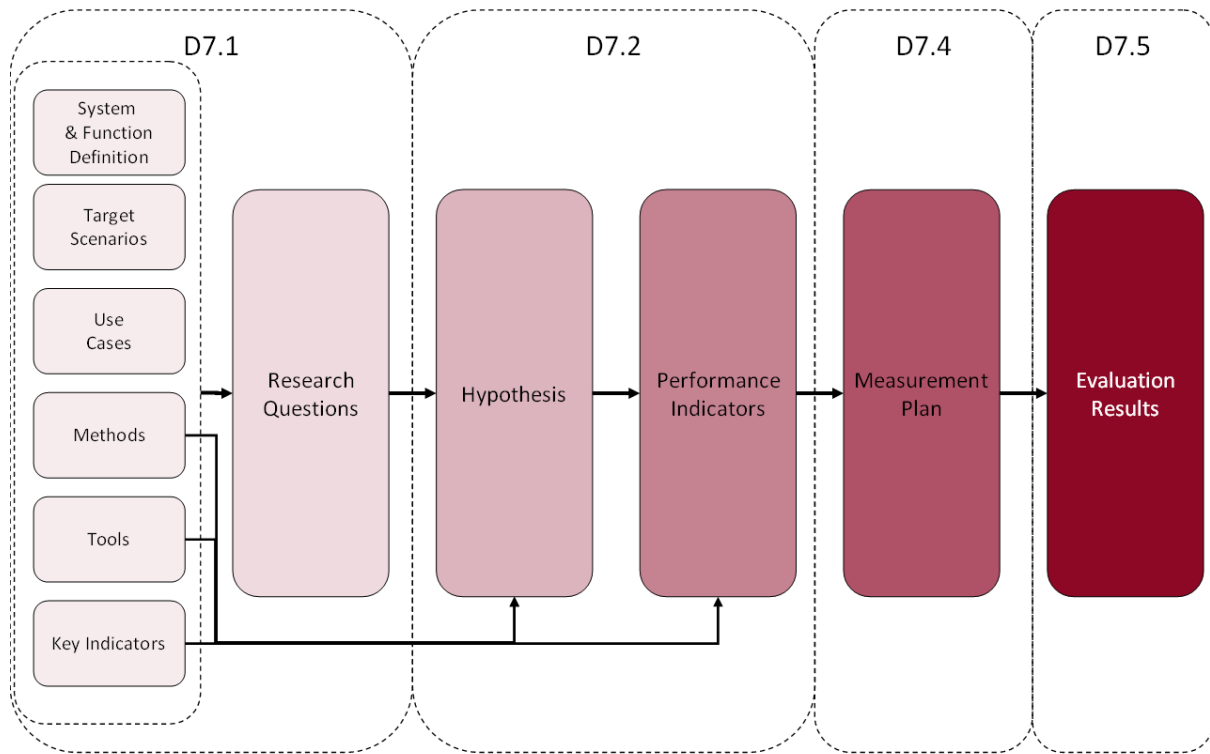 D7.1
D7.2
D7.4
D7.5
System
& Function
Definition
Target
Scenarios
Use
Cases
Methods
Tools
Key Indicators
Research
Questions
Hypothesis
Performance
Indicators
Measurement
Plan
Evaluation
Results